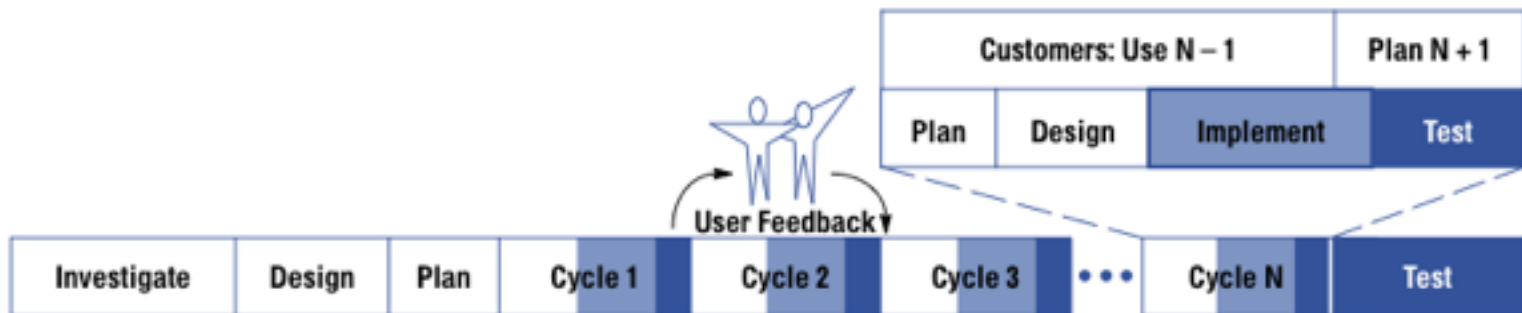 Customers: Use N – 1 Plan N + 1
Plan Design Implement Test
User Feedback
Investigate Design Plan Cycle 1 Cycle 2 Cycle 3 ••• Cycle N Test